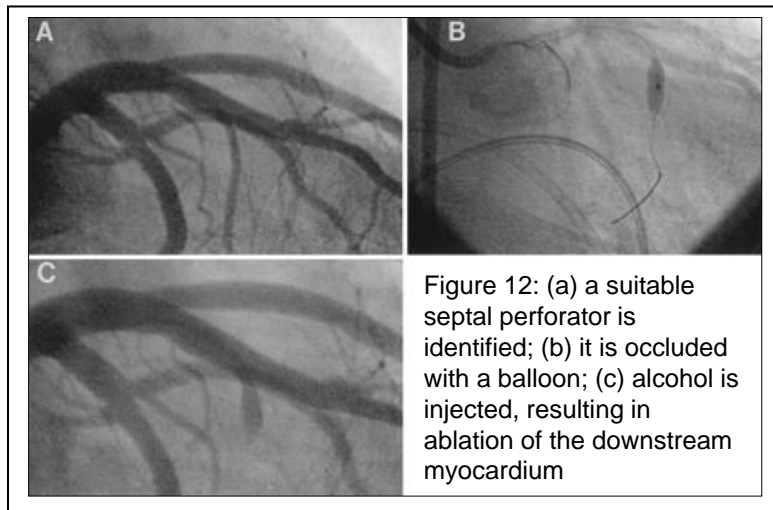 A
B
C
Figure 12: (a) a suitable
septal perforator is
identified; (b) it is occluded
with a balloon; (c) alcohol is
injected, resulting in
ablation of the downstream
myocardium